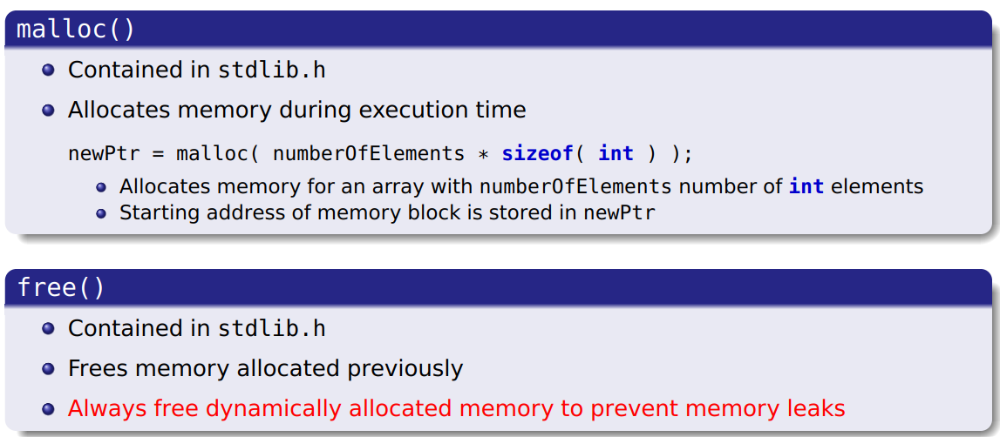 malloc()
Contained in stdlib.h
Allocates memory during execution time
newPtr = malloc( numberOfElements * sizeof( int ) );
Allocates memory for an array with numberOfElements number of int elements
Starting address of memory block is stored in newPtr
free()
Contained in stdlib.h
Frees memory allocated previously
Always free dynamically allocated memory to prevent memory leaks